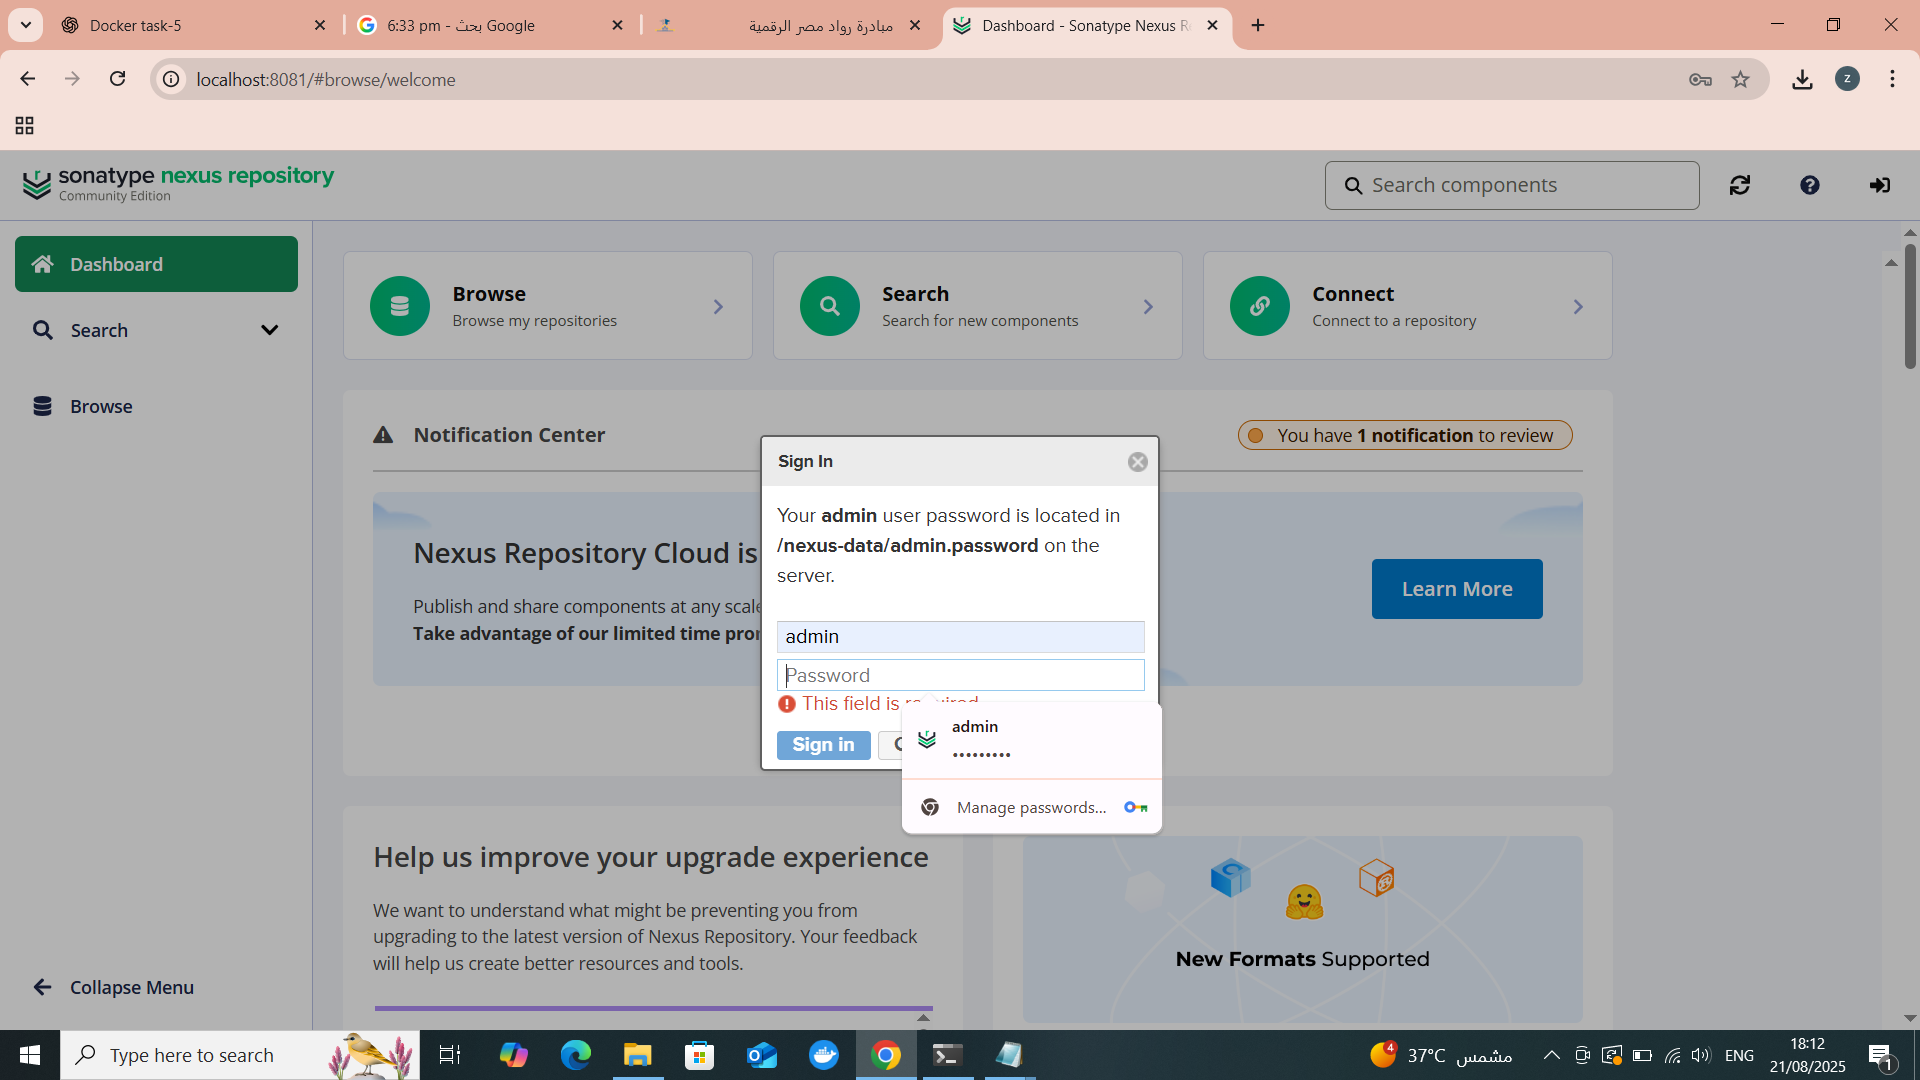 Docker task-5
6:33 pm - بحث Google
مبادرة رواد مصر الرقمية
Dashboard - Sonatype Nexus Re
localhost:8081/#browse/welcome
z
sonatype nexus repository
Community Edition
Search components
Dashboard
Search
Browse
Collapse Menu
Browse
Browse my repositories
Search
Search for new components
Connect
Connect to a repository
Notification Center
You have 1 notification to review
Nexus Repository Cloud is
Publish and share components at any scale
Take advantage of our limited time pro
Learn More
Sign In
Your admin user password is located in
/nexus-data/admin.password on the
server.
admin
Password
This field is required
Sign in
C
admin
•••••••••
Manage passwords...
Help us improve your upgrade experience
We want to understand what might be preventing you from
upgrading to the latest version of Nexus Repository. Your feedback
will help us create better resources and tools.
New Formats Supported
Type here to search
4
37°C مشمس
ENG
18:12
21/08/2025
1